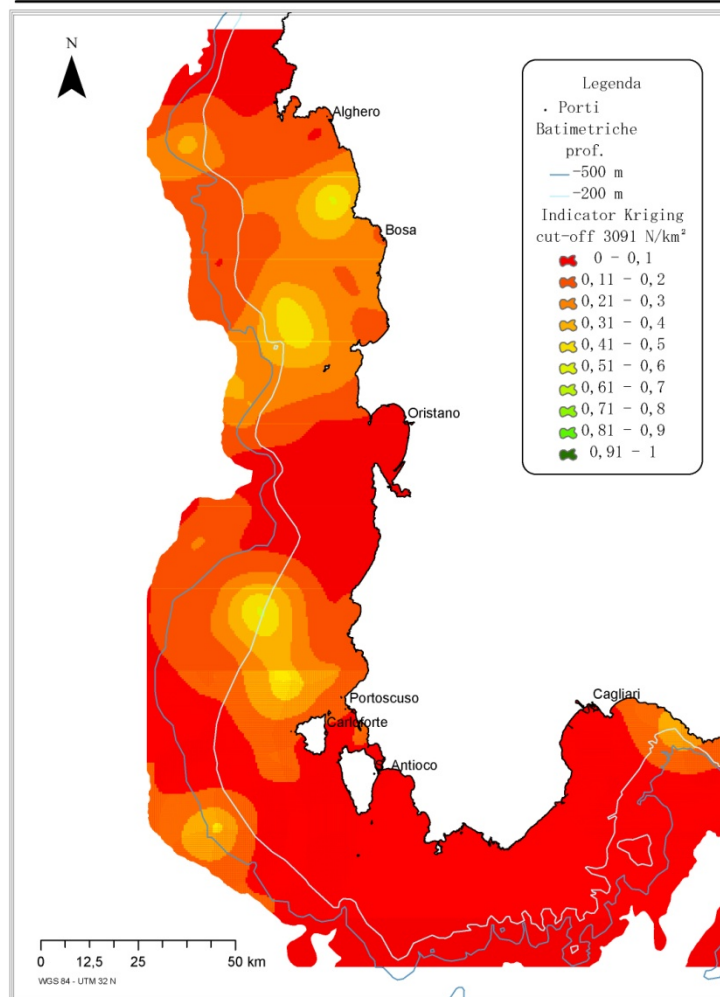 N
Alghero
Bosa
Oristano
Portoscuso
Carloforte
S. Antioco
Cagliari
Legenda
. Porti
Batimetriche
prof.
-500 m
-200 m
Indicator Kriging
cut-off 3091 N/km²
0 - 0,1
0,11 - 0,2
0,21 - 0,3
0,31 - 0,4
0,41 - 0,5
0,51 - 0,6
0,61 - 0,7
0,71 - 0,8
0,81 - 0,9
0,91 - 1
0 12,5 25 50 km
WGS 84 - UTM 32 N